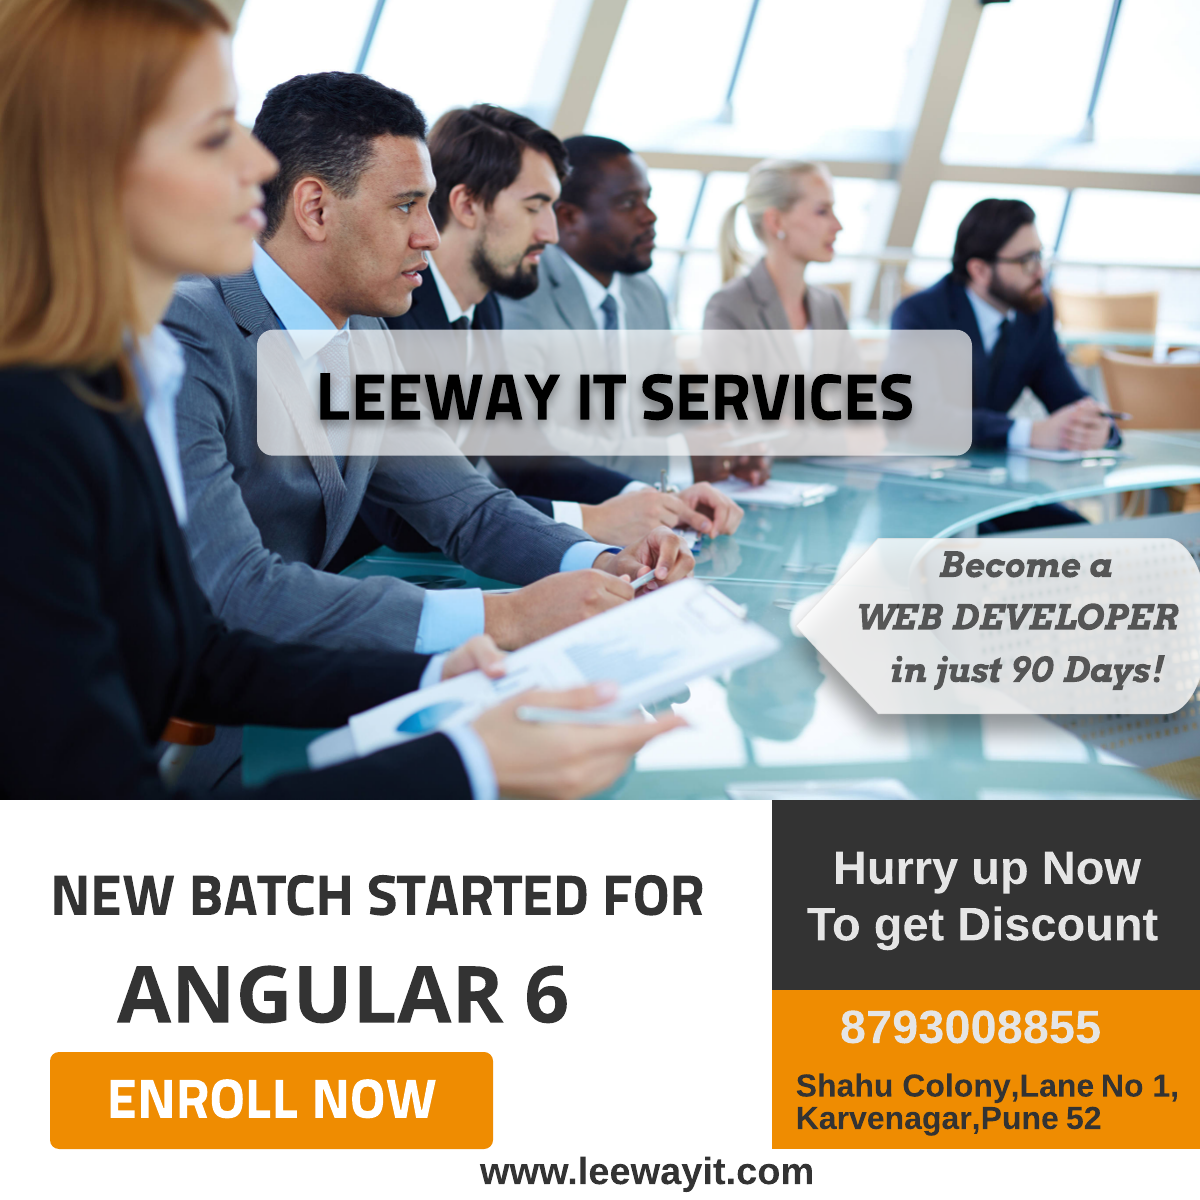 LEEWAY IT SERVICES
Become a
WEB DEVELOPER
in just 90 Days!
NEW BATCH STARTED FOR
ANGULAR 6
ENROLL NOW
Hurry up Now
To get Discount
8793008855
Shahu Colony,Lane No 1,
Karvenagar,Pune 52
www.leewayit.com